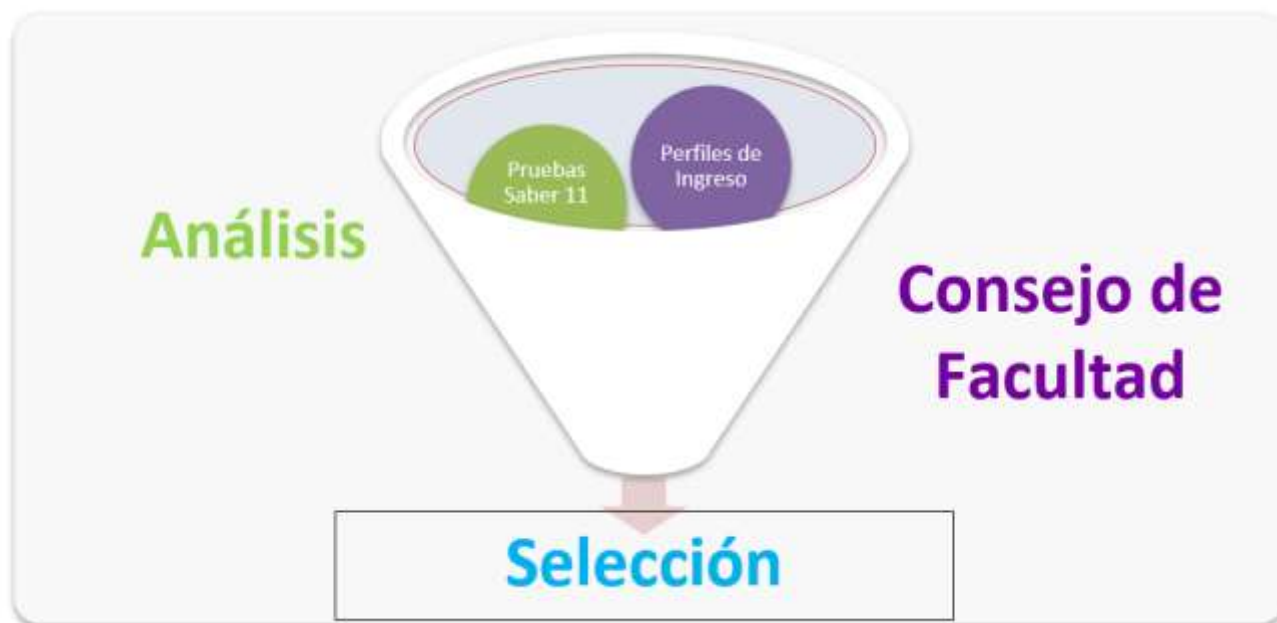 Perfiles de
Ingreso
Pruebas
Saber 11
Análisis
Consejo de
Facultad
Selección